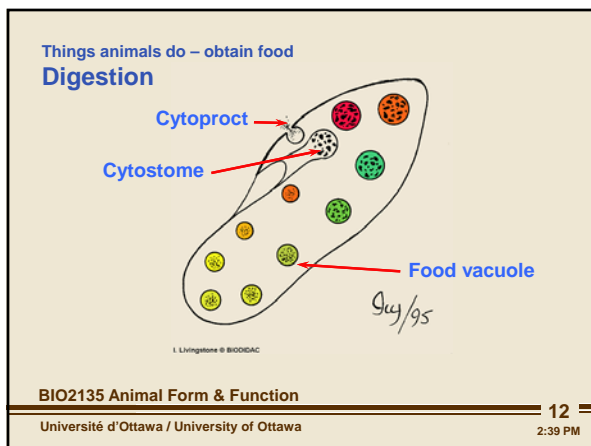 Things animals do – obtain food
Digestion
Cytoproct
Cytostome
Food vacuole
I. Livingstone © BIODIDAC
BIO2135 Animal Form & Function
Université d'Ottawa / University of Ottawa
12
2:39 PM